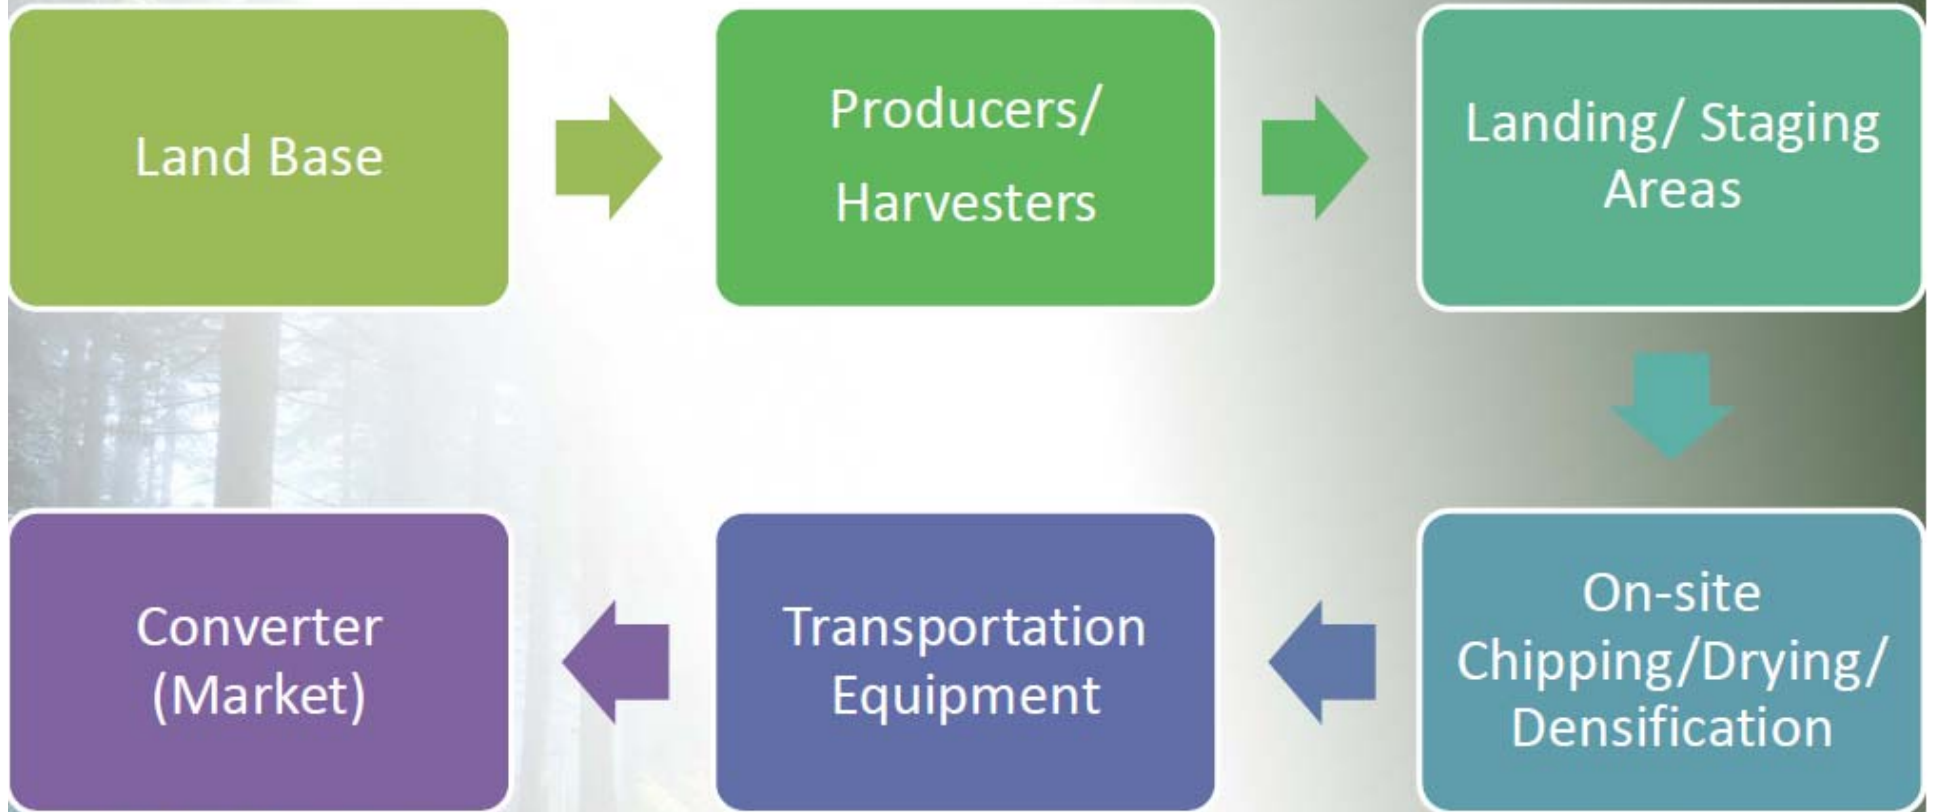 Land Base
Producers/
Harvesters
Landing/ Staging
Areas
On-site
Chipping/Drying/
Densification
Transportation
Equipment
Converter
(Market)